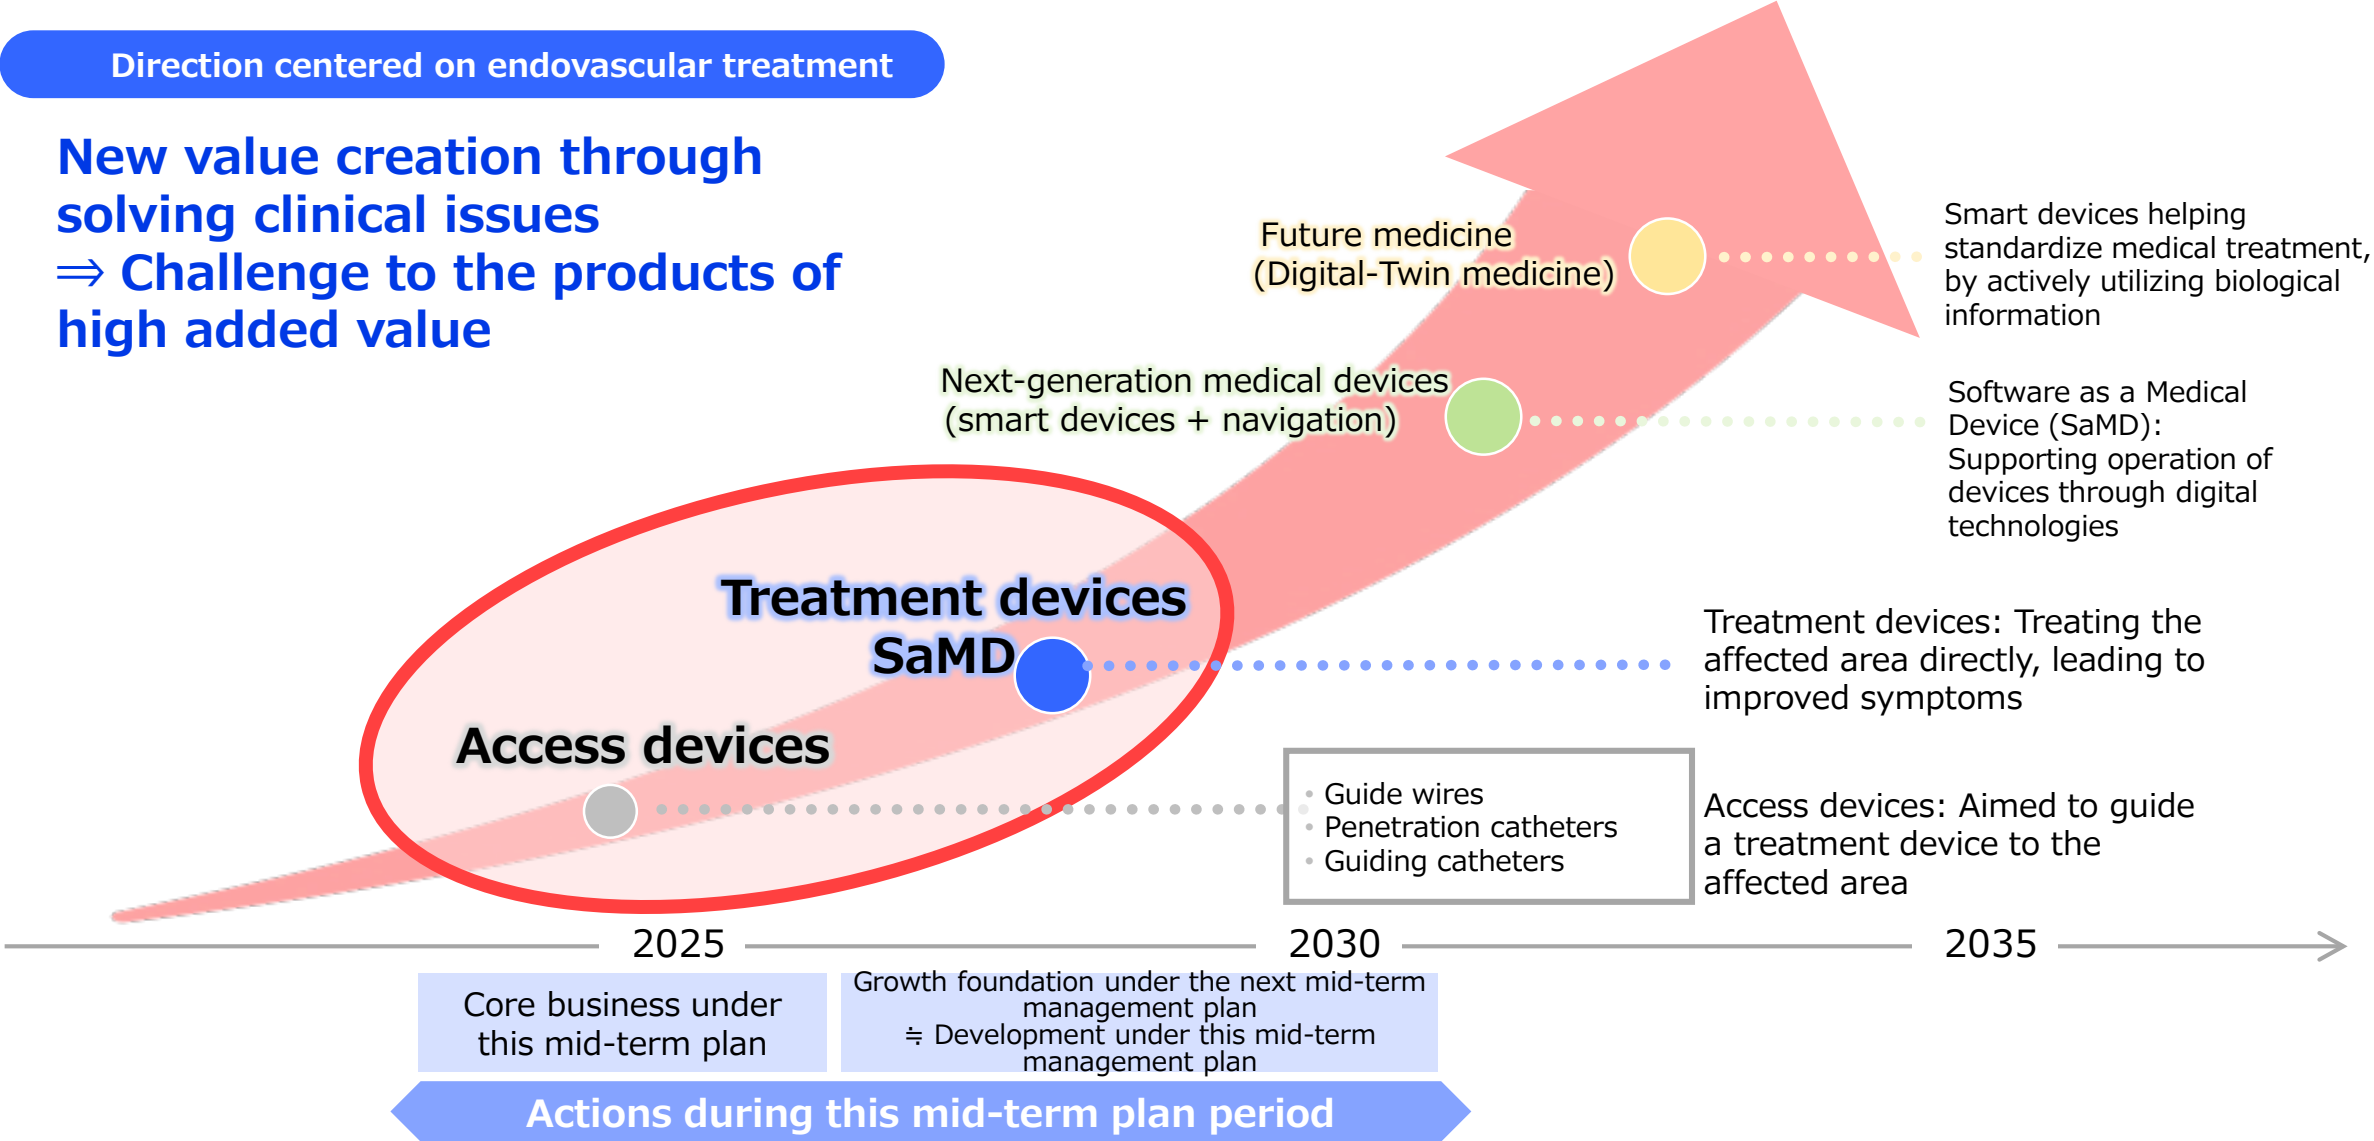 Direction centered on endovascular treatment
New value creation through
solving clinical issues
⇒ Challenge to the products of
high added value
Future medicine
(Digital-Twin medicine)
Smart devices helping
standardize medical treatment,
by actively utilizing biological
information
Next-generation medical devices
(smart devices + navigation)
Software as a Medical
Device (SaMD):
Supporting operation of
devices through digital
technologies
Treatment devices
SaMD
Treatment devices: Treating the
affected area directly, leading to
improved symptoms
Access devices
• Guide wires
• Penetration catheters
• Guiding catheters
Access devices: Aimed to guide
a treatment device to the
affected area
2025
2030
2035
Core business under
this mid-term plan
Growth foundation under the next mid-term
management plan
≒ Development under this mid-term
management plan
Actions during this mid-term plan period